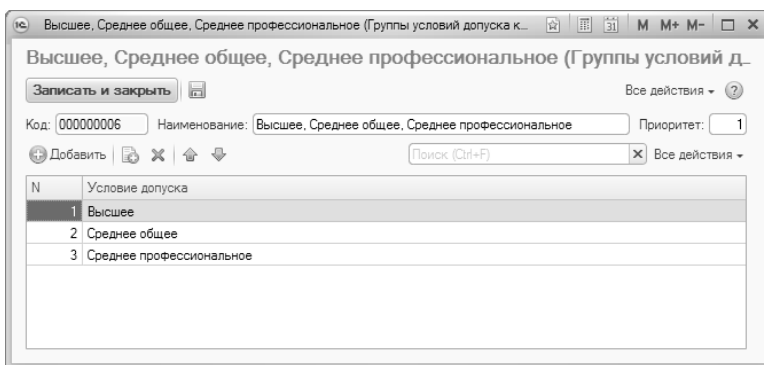 1С Высшее, Среднее общее, Среднее профессиональное (Группы условий допуска к... 31 M M+ M-
Высшее, Среднее общее, Среднее профессиональное (Группы условий д...
Записать и закрыть Все действия ?
Код: 000000006 Наименование: Высшее, Среднее общее, Среднее профессиональное Приоритет: 1
Добавить Поиск (Ctrl+F) Все действия
N Условие допуска
1 Высшее
2 Среднее общее
3 Среднее профессиональное